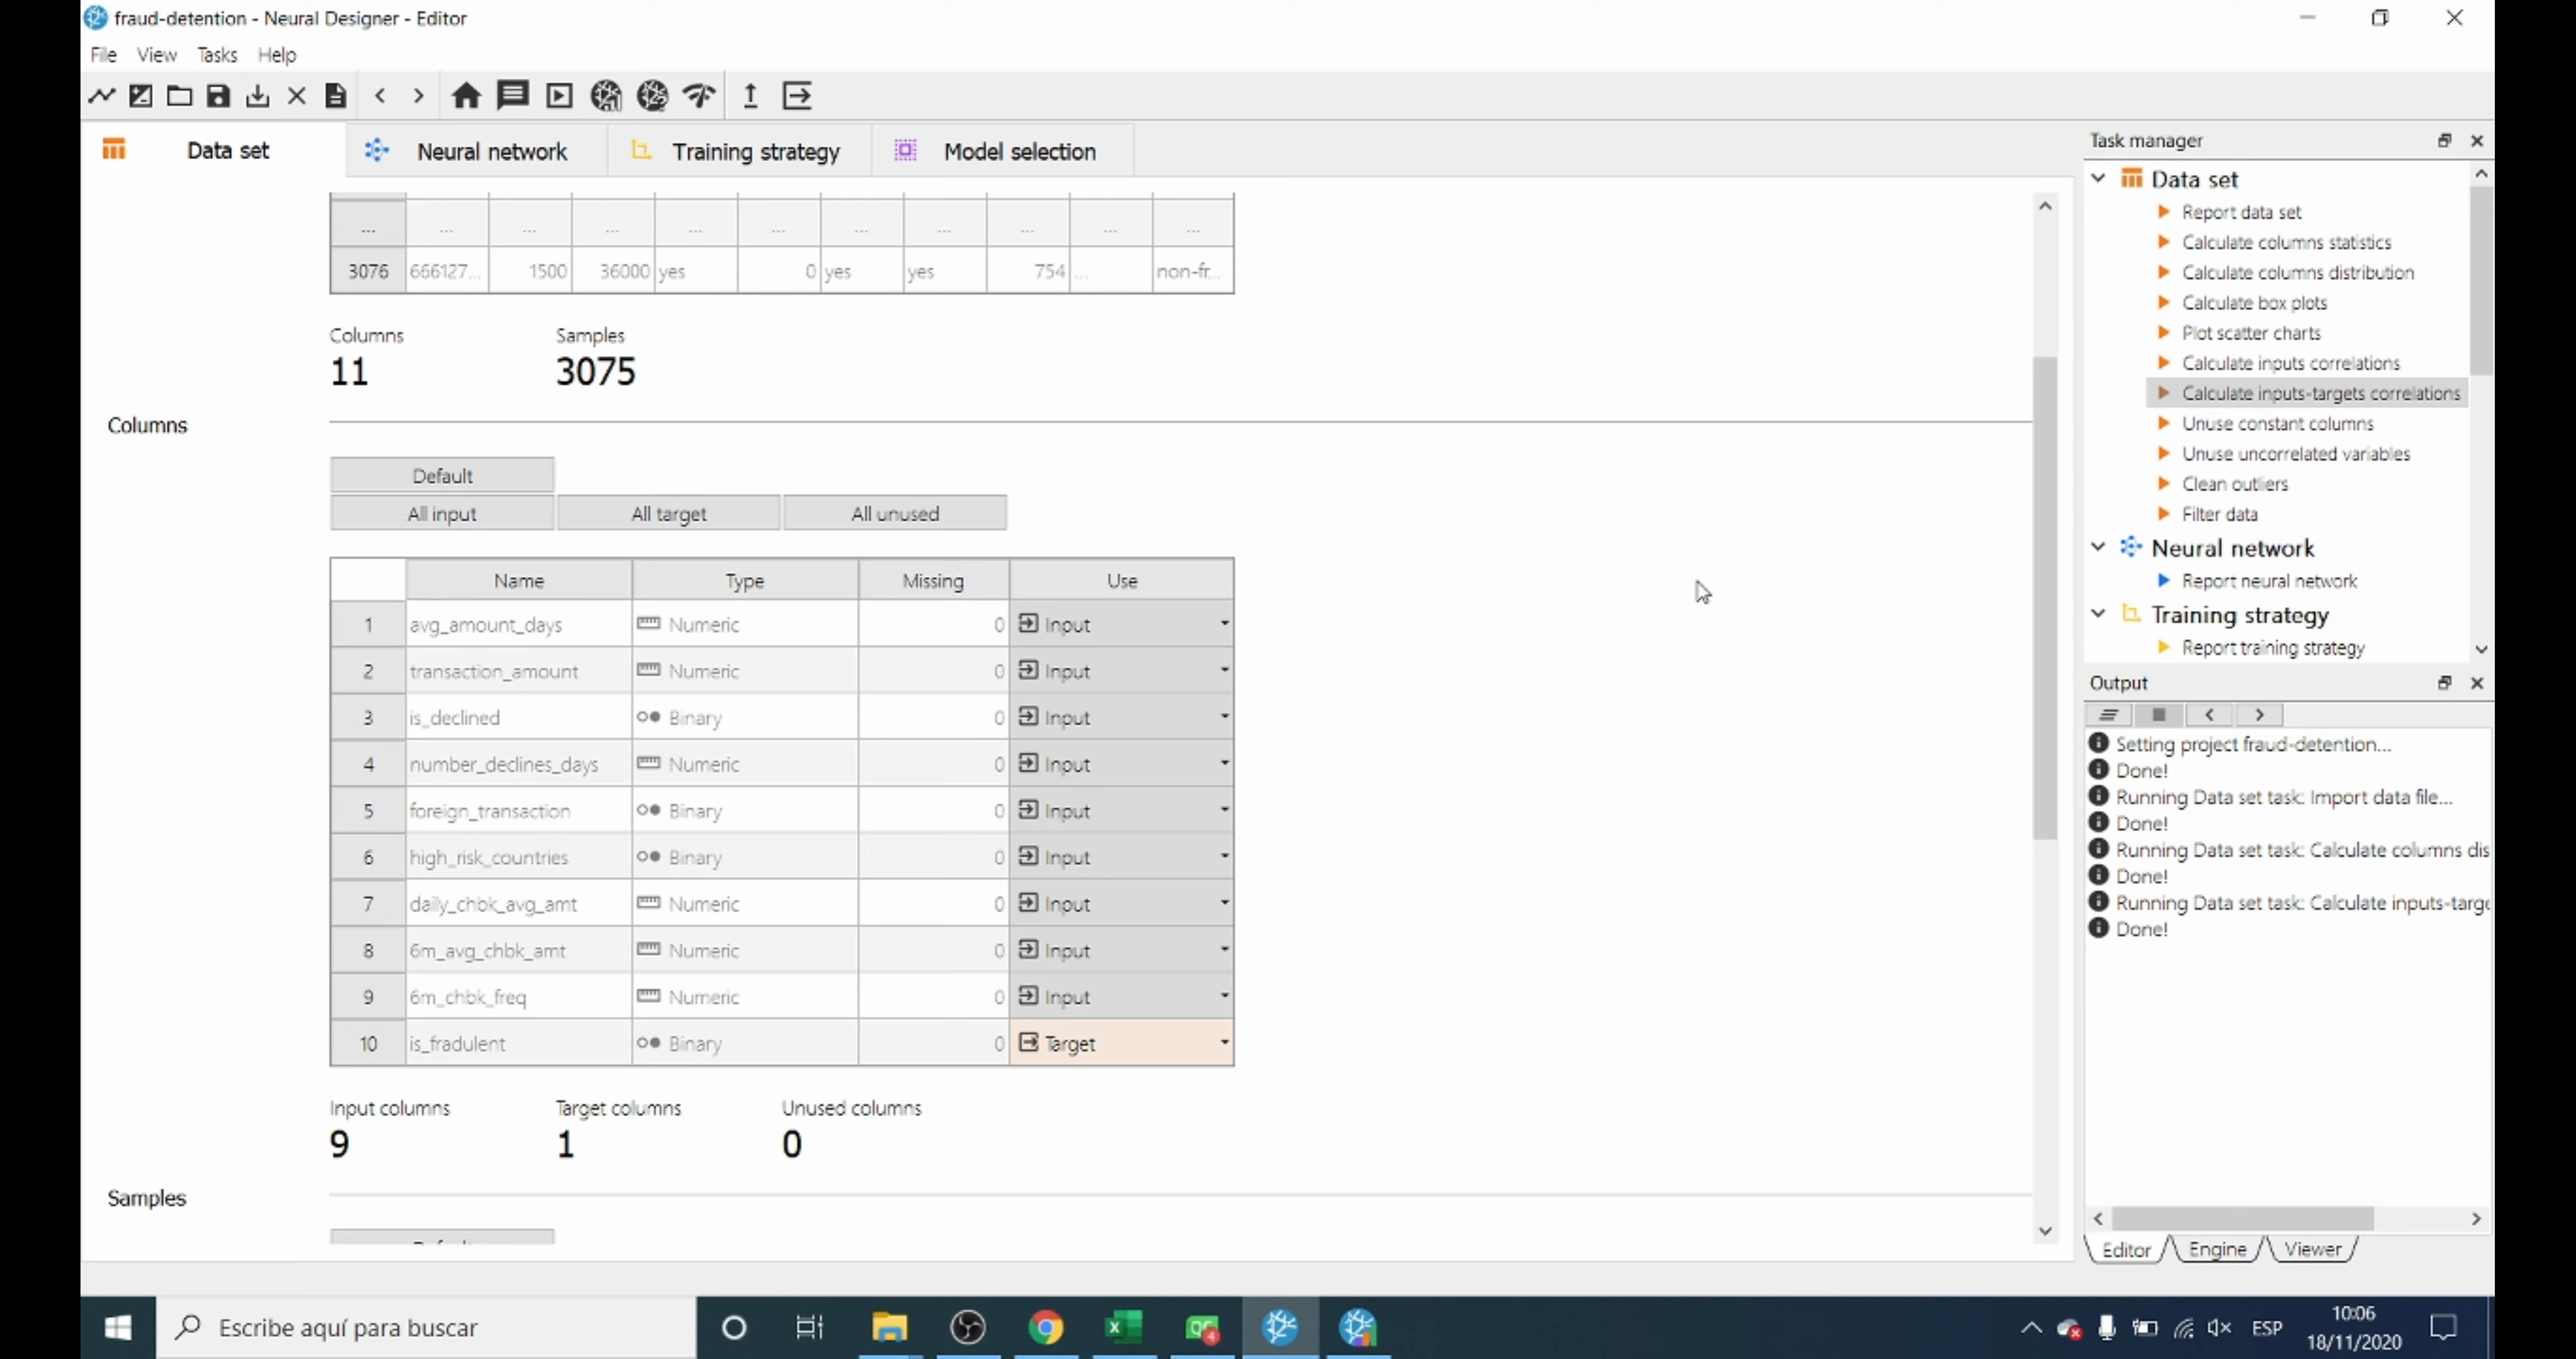 fraud-detention - Neural Designer - Editor
File View Tasks Help
Data set Neural network Training strategy Model selection
... ... ... ... ... ... ... ... ... ... ...
3076 666127... 1500 36000 yes 0 yes yes 754 ... non-fr...
Columns Samples
11 3075
Columns
Default
All input All target All unused
Name Type Missing Use
1 avg_amount_days Numeric 0 Input
2 transaction_amount Numeric 0 Input
3 is_declined Binary 0 Input
4 number_declines_days Numeric 0 Input
5 foreign_transaction Binary 0 Input
6 high_risk_countries Binary 0 Input
7 daily_chbk_avg_amt Numeric 0 Input
8 6m_avg_chbk_amt Numeric 0 Input
9 6m_chbk_freq Numeric 0 Input
10 is_fradulent Binary 0 Target
Input columns Target columns Unused columns
9 1 0
Samples
Task manager
Data set
Report data set
Calculate columns statistics
Calculate columns distribution
Calculate box plots
Plot scatter charts
Calculate inputs correlations
Calculate inputs-targets correlations
Unuse constant columns
Unuse uncorrelated variables
Clean outliers
Filter data
Neural network
Report neural network
Training strategy
Report training strategy
Output
Setting project fraud-detention...
Done!
Running Data set task: Import data file...
Done!
Running Data set task: Calculate columns dis
Done!
Running Data set task: Calculate inputs-targe
Done!
Editor Engine Viewer
Escribe aquí para buscar
ESP
10:06
18/11/2020